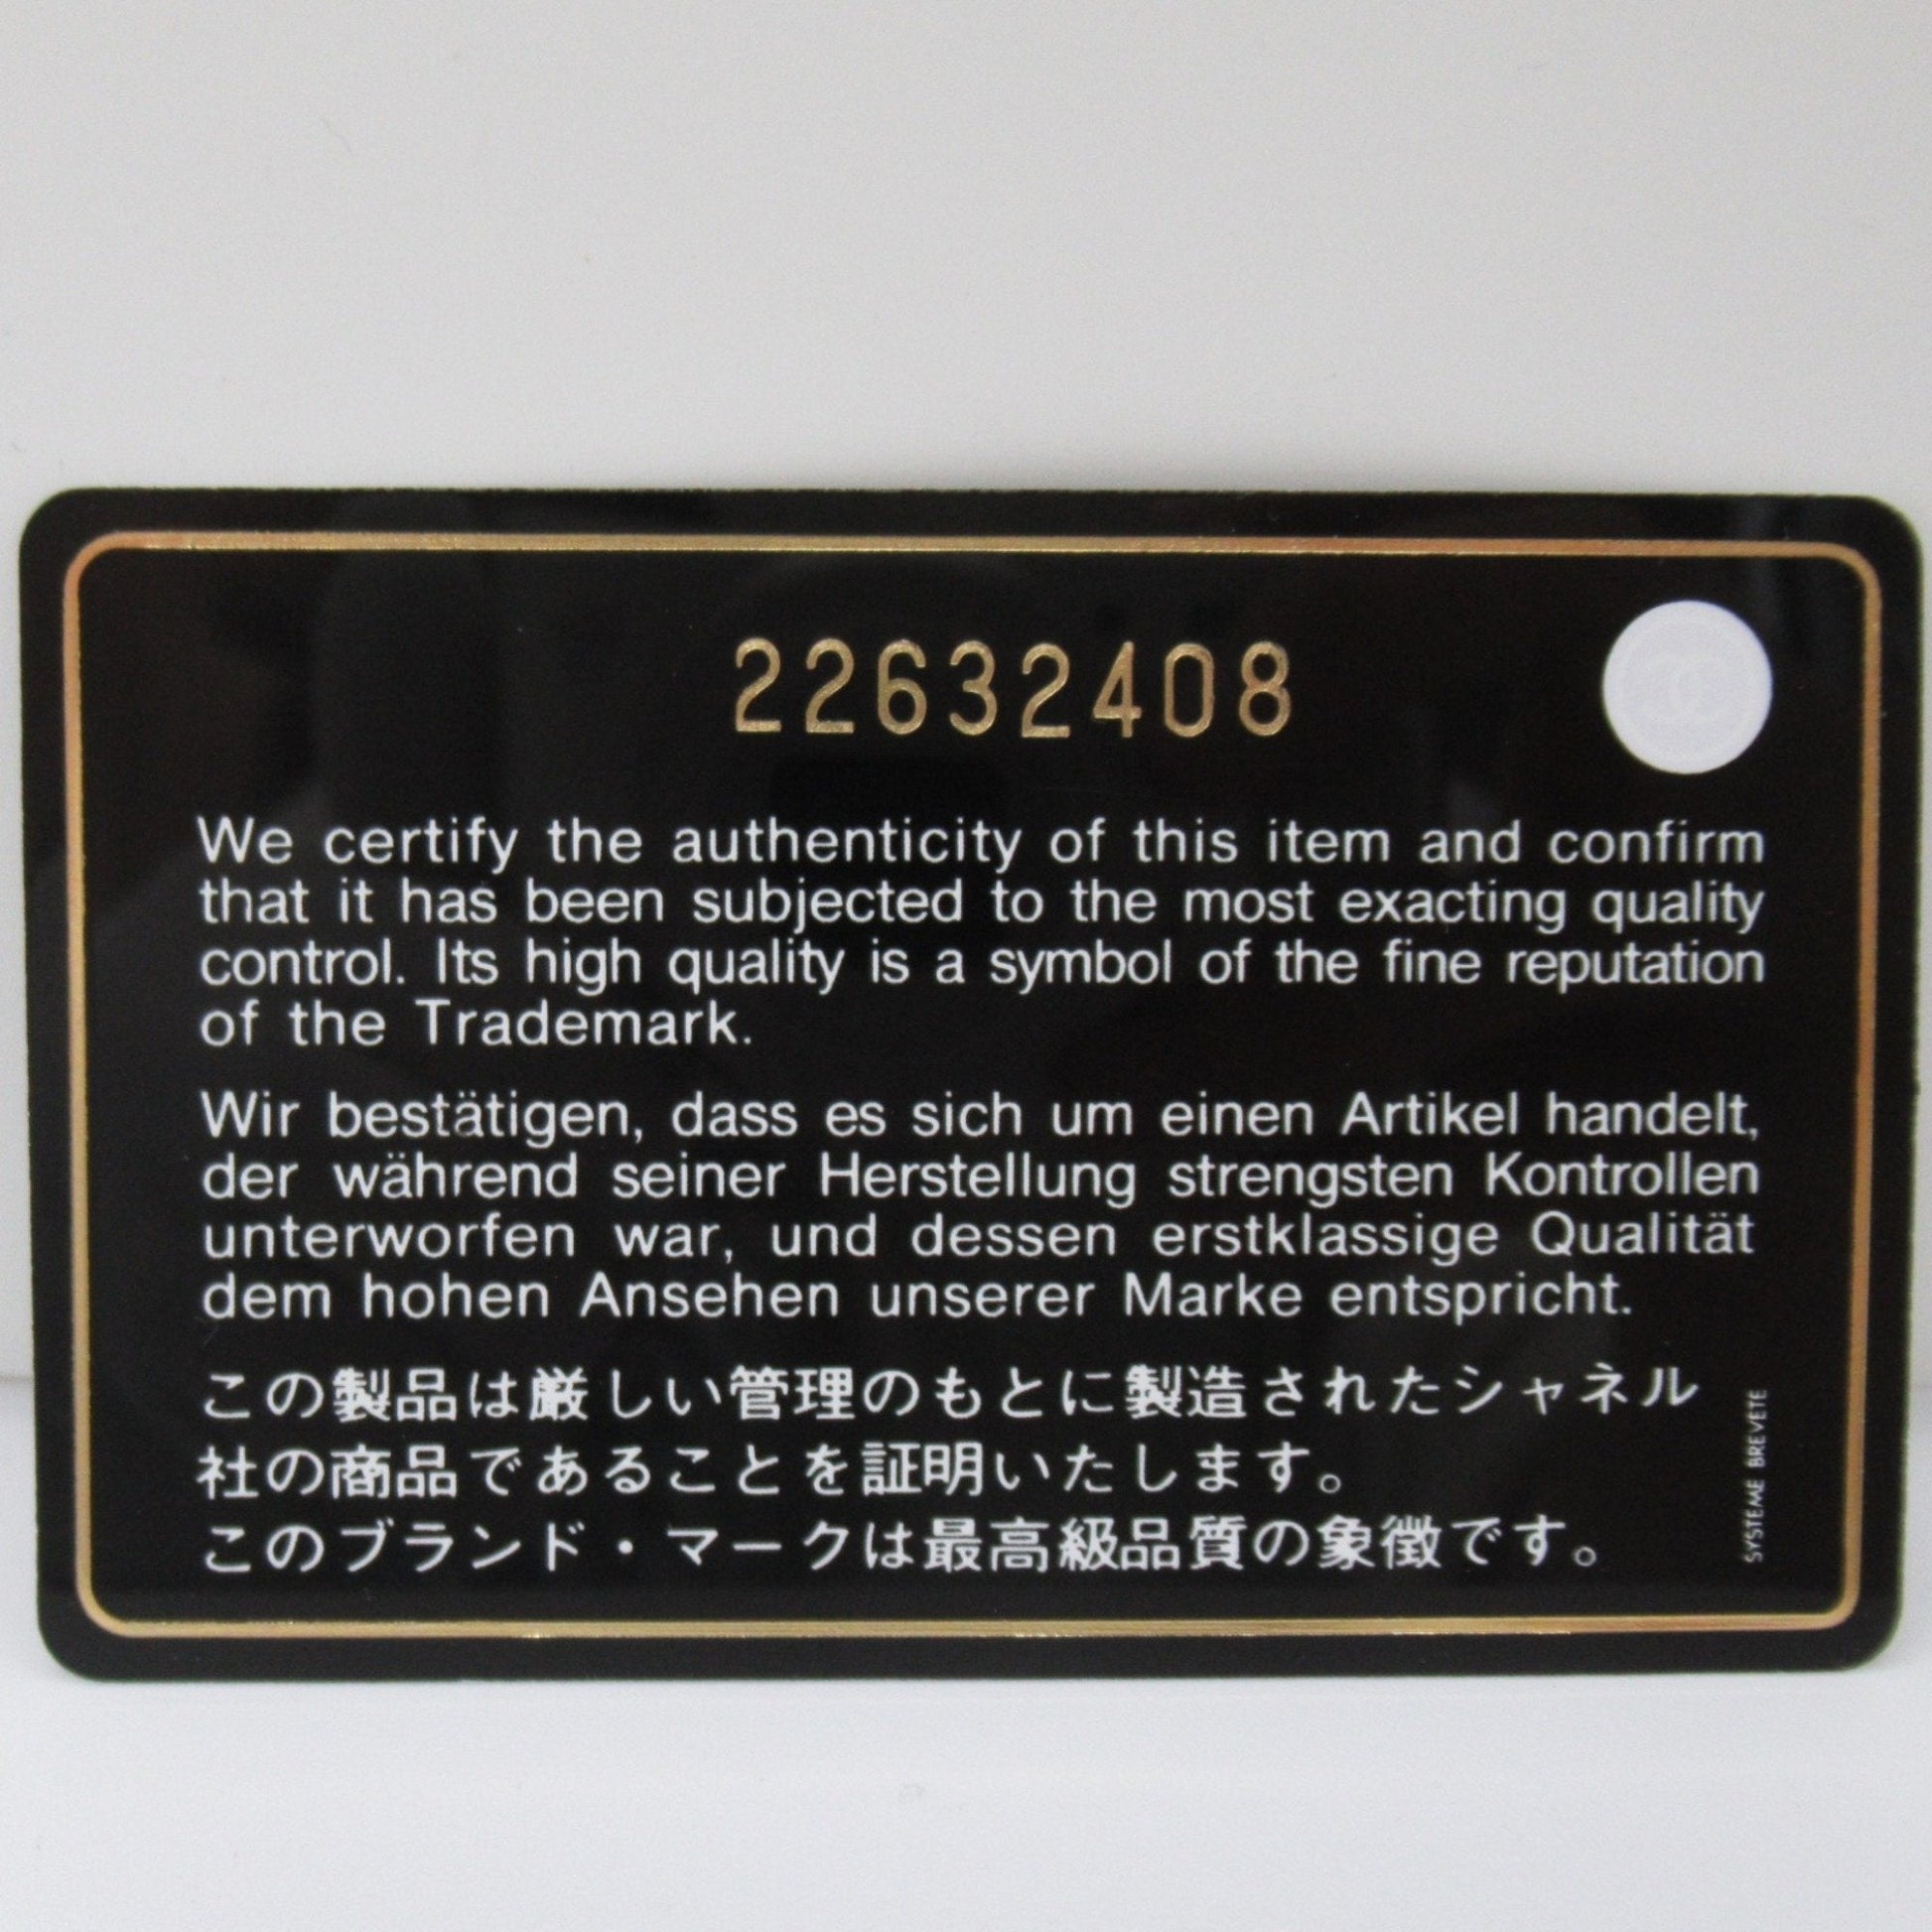 22632408
We certify the authenticity of this item and confirm
that it has been subjected to the most exacting quality
control. Its high quality is a symbol of the fine reputation
of the Trademark.
Wir bestätigen, dass es sich um einen Artikel handelt,
der während seiner Herstellung strengsten Kontrollen
unterworfen war, und dessen erstklassige Qualität
dem hohen Ansehen unserer Marke entspricht.
この製品は厳しい管理のもとに製造されたシャネル
社の商品であることを証明いたします。
このブランド・マークは最高級品質の象徴です。
SYSTEME BREVETE